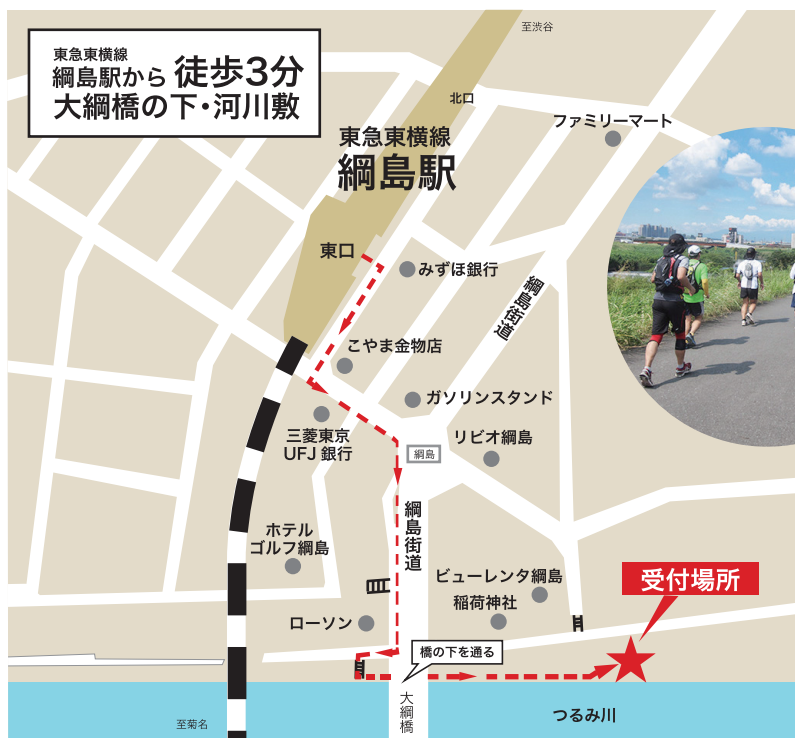 東急東横線
綱島駅から 徒歩3分
大綱橋の下・河川敷
至渋谷
北口
ファミリーマート
東急東横線
綱島駅
東口
みずほ銀行
綱島街道
こやま金物店
ガソリンスタンド
三菱東京
UFJ 銀行
リビオ綱島
綱島
綱島街道
ホテル
ゴルフ綱島
ビューレンタ綱島
稲荷神社
受付場所
ローソン
橋の下を通る
大綱橋
つるみ川
至菊名